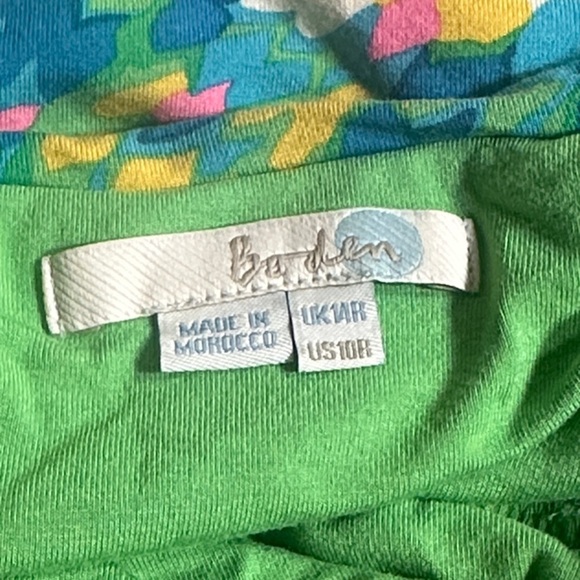 Boden
MADE IN
MOROCCO
UK14R
US10R